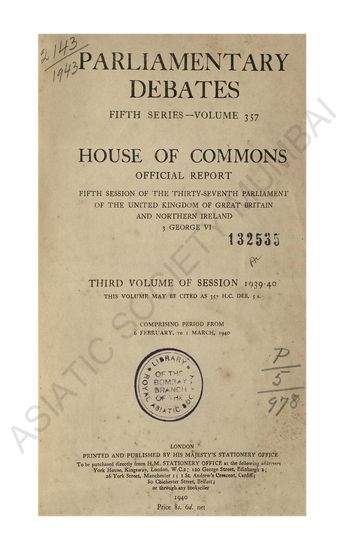 2143
1943
PARLIAMENTARY
DEBATES
FIFTH SERIES—VOLUME 357
HOUSE OF COMMONS
OFFICIAL REPORT
FIFTH SESSION OF THE THIRTY-SEVENTH PARLIAMENT
OF THE UNITED KINGDOM OF GREAT BRITAIN
AND NORTHERN IRELAND
3 GEORGE VI
132535
THIRD VOLUME OF SESSION 1939-40
THIS VOLUME MAY BE CITED AS 357 H.C. DEB. 5 s.
COMPRISING PERIOD FROM
6 FEBRUARY, TO 1 MARCH, 1940
LIBRARY
OF THE
BOMBAY
BRANCH
OF THE
ROYAL ASIATIC SOC
P
5
978
LONDON
PRINTED AND PUBLISHED BY HIS MAJESTY'S STATIONERY OFFICE
To be purchased directly from H.M. STATIONERY OFFICE at the following addresses
York House, Kingsway, London, W.C.2; 120 George Street, Edinburgh 2;
26 York Street, Manchester 1; 1 St. Andrew's Crescent, Cardiff;
80 Chichester Street, Belfast;
or through any bookseller
1940
Price 8s. 6d. net
ASIATIC SOCIETY MUMBAI